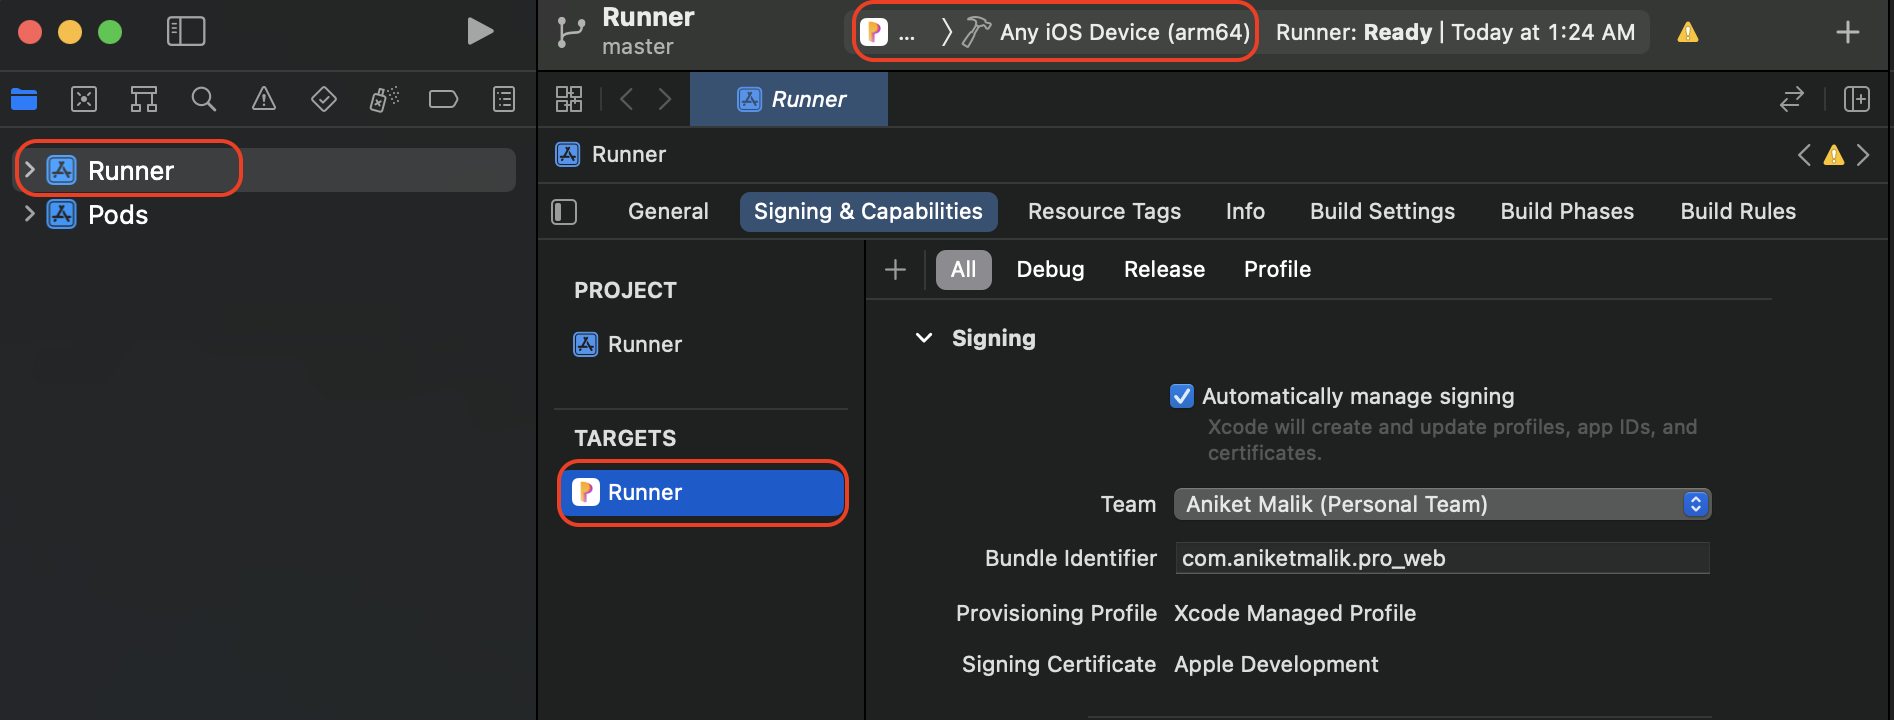 Runner
master
... Any iOS Device (arm64) Runner: Ready | Today at 1:24 AM
Runner
Runner
Pods
Runner
General Signing & Capabilities Resource Tags Info Build Settings Build Phases Build Rules
PROJECT
Runner
TARGETS
Runner
All Debug Release Profile
Signing
Automatically manage signing
Xcode will create and update profiles, app IDs, and
certificates.
Team Aniket Malik (Personal Team)
Bundle Identifier com.aniketmalik.pro_web
Provisioning Profile Xcode Managed Profile
Signing Certificate Apple Development